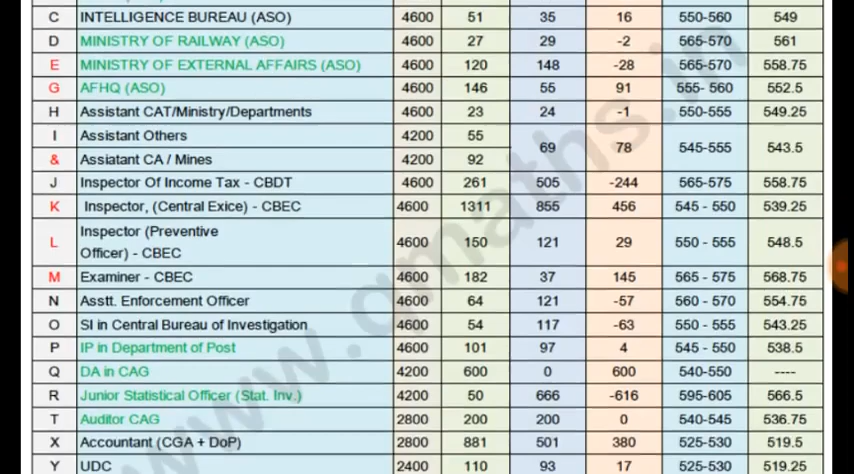 C INTELLIGENCE BUREAU (ASO) 4600 51 35 16 550-560 549
D MINISTRY OF RAILWAY (ASO) 4600 27 29 -2 565-570 561
E MINISTRY OF EXTERNAL AFFAIRS (ASO) 4600 120 148 -28 565-570 558.75
G AFHQ (ASO) 4600 146 55 91 555- 560 552.5
H Assistant CAT/Ministry/Departments 4600 23 24 -1 550-555 549.25
I Assistant Others 4200 55
69 78 545-555 543.5
& Assiatant CA / Mines 4200 92
J Inspector Of Income Tax - CBDT 4600 261 505 -244 565-575 558.75
K Inspector, (Central Exice) - CBEC 4600 1311 855 456 545 - 550 539.25
L Inspector (Preventive
Officer) - CBEC 4600 150 121 29 550 - 555 548.5
M Examiner - CBEC 4600 182 37 145 565 - 575 568.75
N Asstt. Enforcement Officer 4600 64 121 -57 560 - 570 554.75
O SI in Central Bureau of Investigation 4600 54 117 -63 550 - 555 543.25
P IP in Department of Post 4600 101 97 4 545 - 550 538.5
Q DA in CAG 4200 600 0 600 540-550 ----
R Junior Statistical Officer (Stat. Inv.) 4200 50 666 -616 595-605 566.5
T Auditor CAG 2800 200 200 0 540-545 536.75
X Accountant (CGA + DoP) 2800 881 501 380 525-530 519.5
Y UDC 2400 110 93 17 525-530 519.25
www.qmaths.in